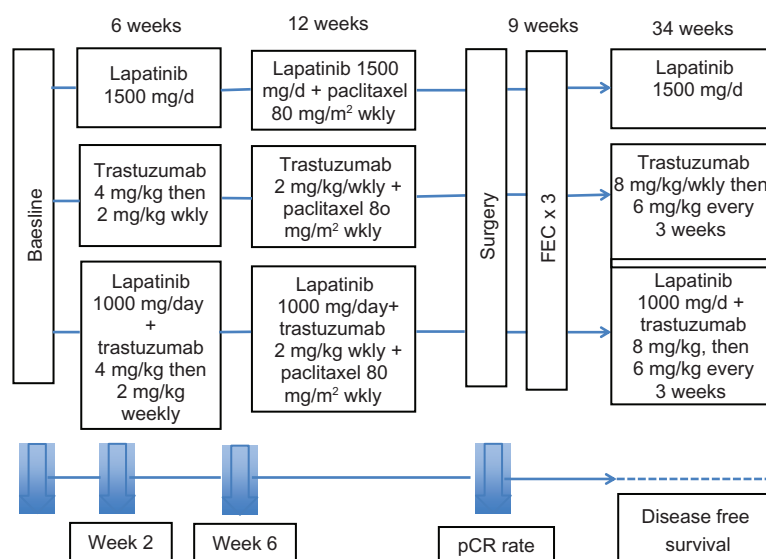 6 weeks
12 weeks
9 weeks
34 weeks
Baesline
Lapatinib
1500 mg/d
Lapatinib 1500
mg/d + paclitaxel
80 mg/m² wkly
Surgery
FEC x 3
Lapatinib
1500 mg/d
Trastuzumab
4 mg/kg then
2 mg/kg wkly
Trastuzumab
2 mg/kg/wkly +
paclitaxel 8o
mg/m² wkly
Trastuzumab
8 mg/kg/wkly then
6 mg/kg every
3 weeks
Lapatinib
1000 mg/day
+
trastuzumab
4 mg/kg then
2 mg/kg
weekly
Lapatinib
1000 mg/day+
trastuzumab
2 mg/kg wkly +
paclitaxel 80
mg/m² wkly
Lapatinib
1000 mg/d +
trastuzumab
8 mg/kg, then
6 mg/kg every
3 weeks
Week 2
Week 6
pCR rate
Disease free
survival